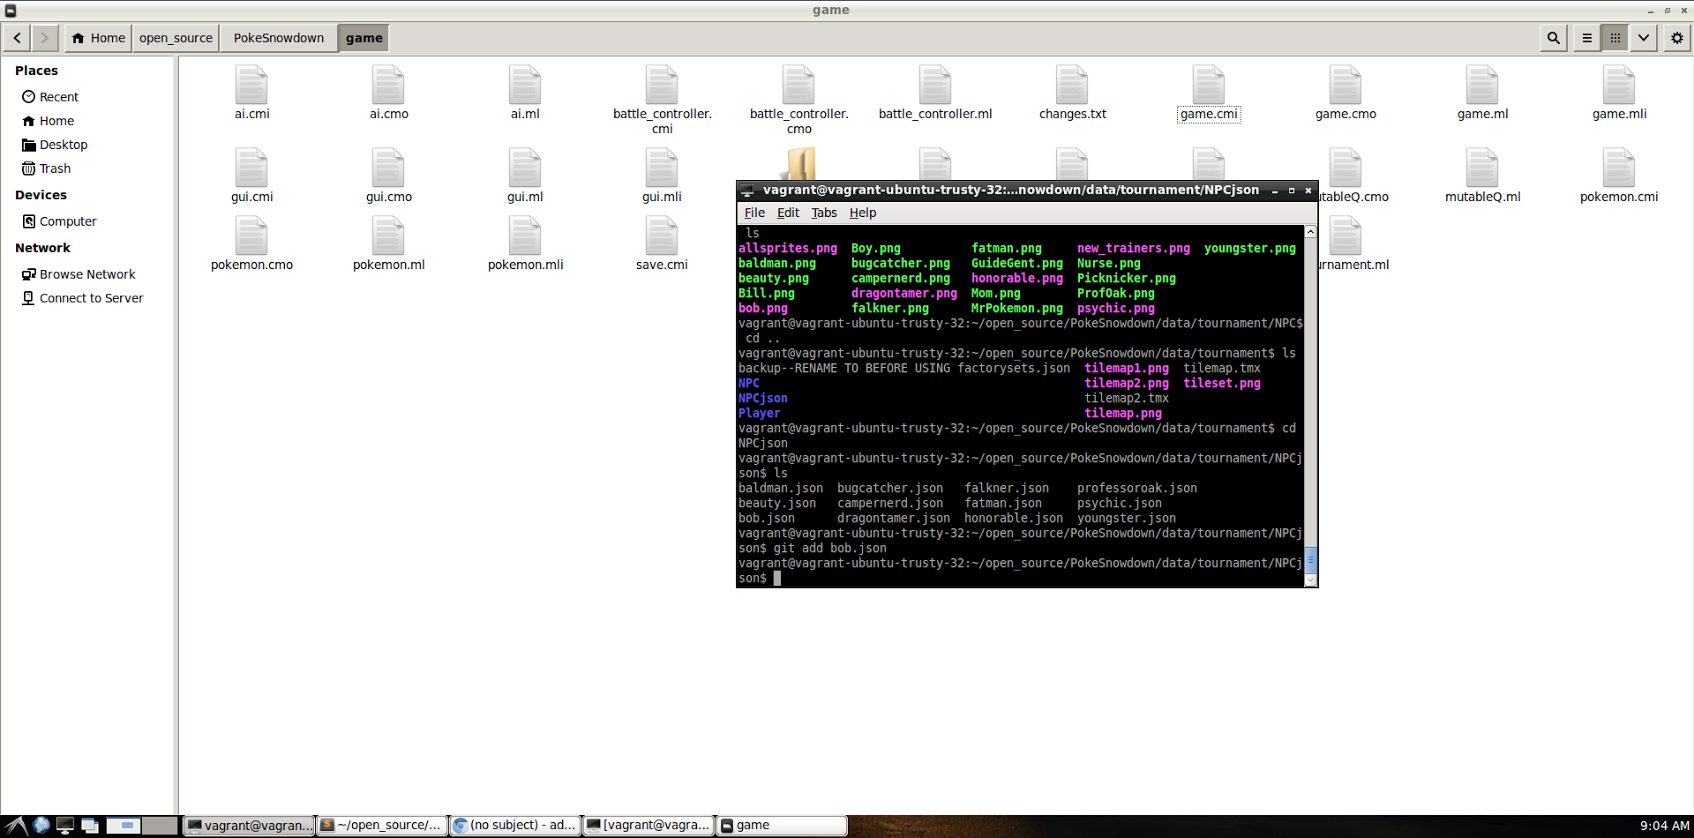 game
Home
open_source
PokeSnowdown
game
Places
Recent
Home
Desktop
Trash
Devices
Computer
Network
Browse Network
Connect to Server
ai.cmi
ai.cmo
ai.ml
battle_controller.
cmi
battle_controller.
cmo
battle_controller.ml
changes.txt
game.cmi
game.cmo
game.ml
game.mli
gui.cmi
gui.cmo
gui.ml
gui.mli
utableQ.cmo
mutableQ.ml
pokemon.cmi
pokemon.cmo
pokemon.ml
pokemon.mli
save.cmi
urnament.ml
vagrant@vagrant-ubuntu-trusty-32:...nowdown/data/tournament/NPCjson
File Edit Tabs Help
ls
allsprites.png Boy.png fatman.png new_trainers.png youngster.png
baldman.png bugcatcher.png GuideGent.png Nurse.png
beauty.png campernerd.png honorable.png Picknicker.png
Bill.png dragontamer.png Mom.png ProfOak.png
bob.png falkner.png MrPokemon.png psychic.png
vagrant@vagrant-ubuntu-trusty-32:~/open_source/PokeSnowdown/data/tournament/NPC$
cd ..
vagrant@vagrant-ubuntu-trusty-32:~/open_source/PokeSnowdown/data/tournament$ ls
backup--RENAME TO BEFORE USING factorysets.json tilemap1.png tilemap.tmx
NPC tilemap2.png tileset.png
NPCjson tilemap2.tmx
Player tilemap.png
vagrant@vagrant-ubuntu-trusty-32:~/open_source/PokeSnowdown/data/tournament$ cd
NPCjson
vagrant@vagrant-ubuntu-trusty-32:~/open_source/PokeSnowdown/data/tournament/NPCj
son$ ls
baldman.json bugcatcher.json falkner.json professoroak.json
beauty.json campernerd.json fatman.json psychic.json
bob.json dragontamer.json honorable.json youngster.json
vagrant@vagrant-ubuntu-trusty-32:~/open_source/PokeSnowdown/data/tournament/NPCj
son$ git add bob.json
vagrant@vagrant-ubuntu-trusty-32:~/open_source/PokeSnowdown/data/tournament/NPCj
son$
vagrant@vagran...
~/open_source/...
(no subject) - ad...
[vagrant@vagra...
game
9:04 AM